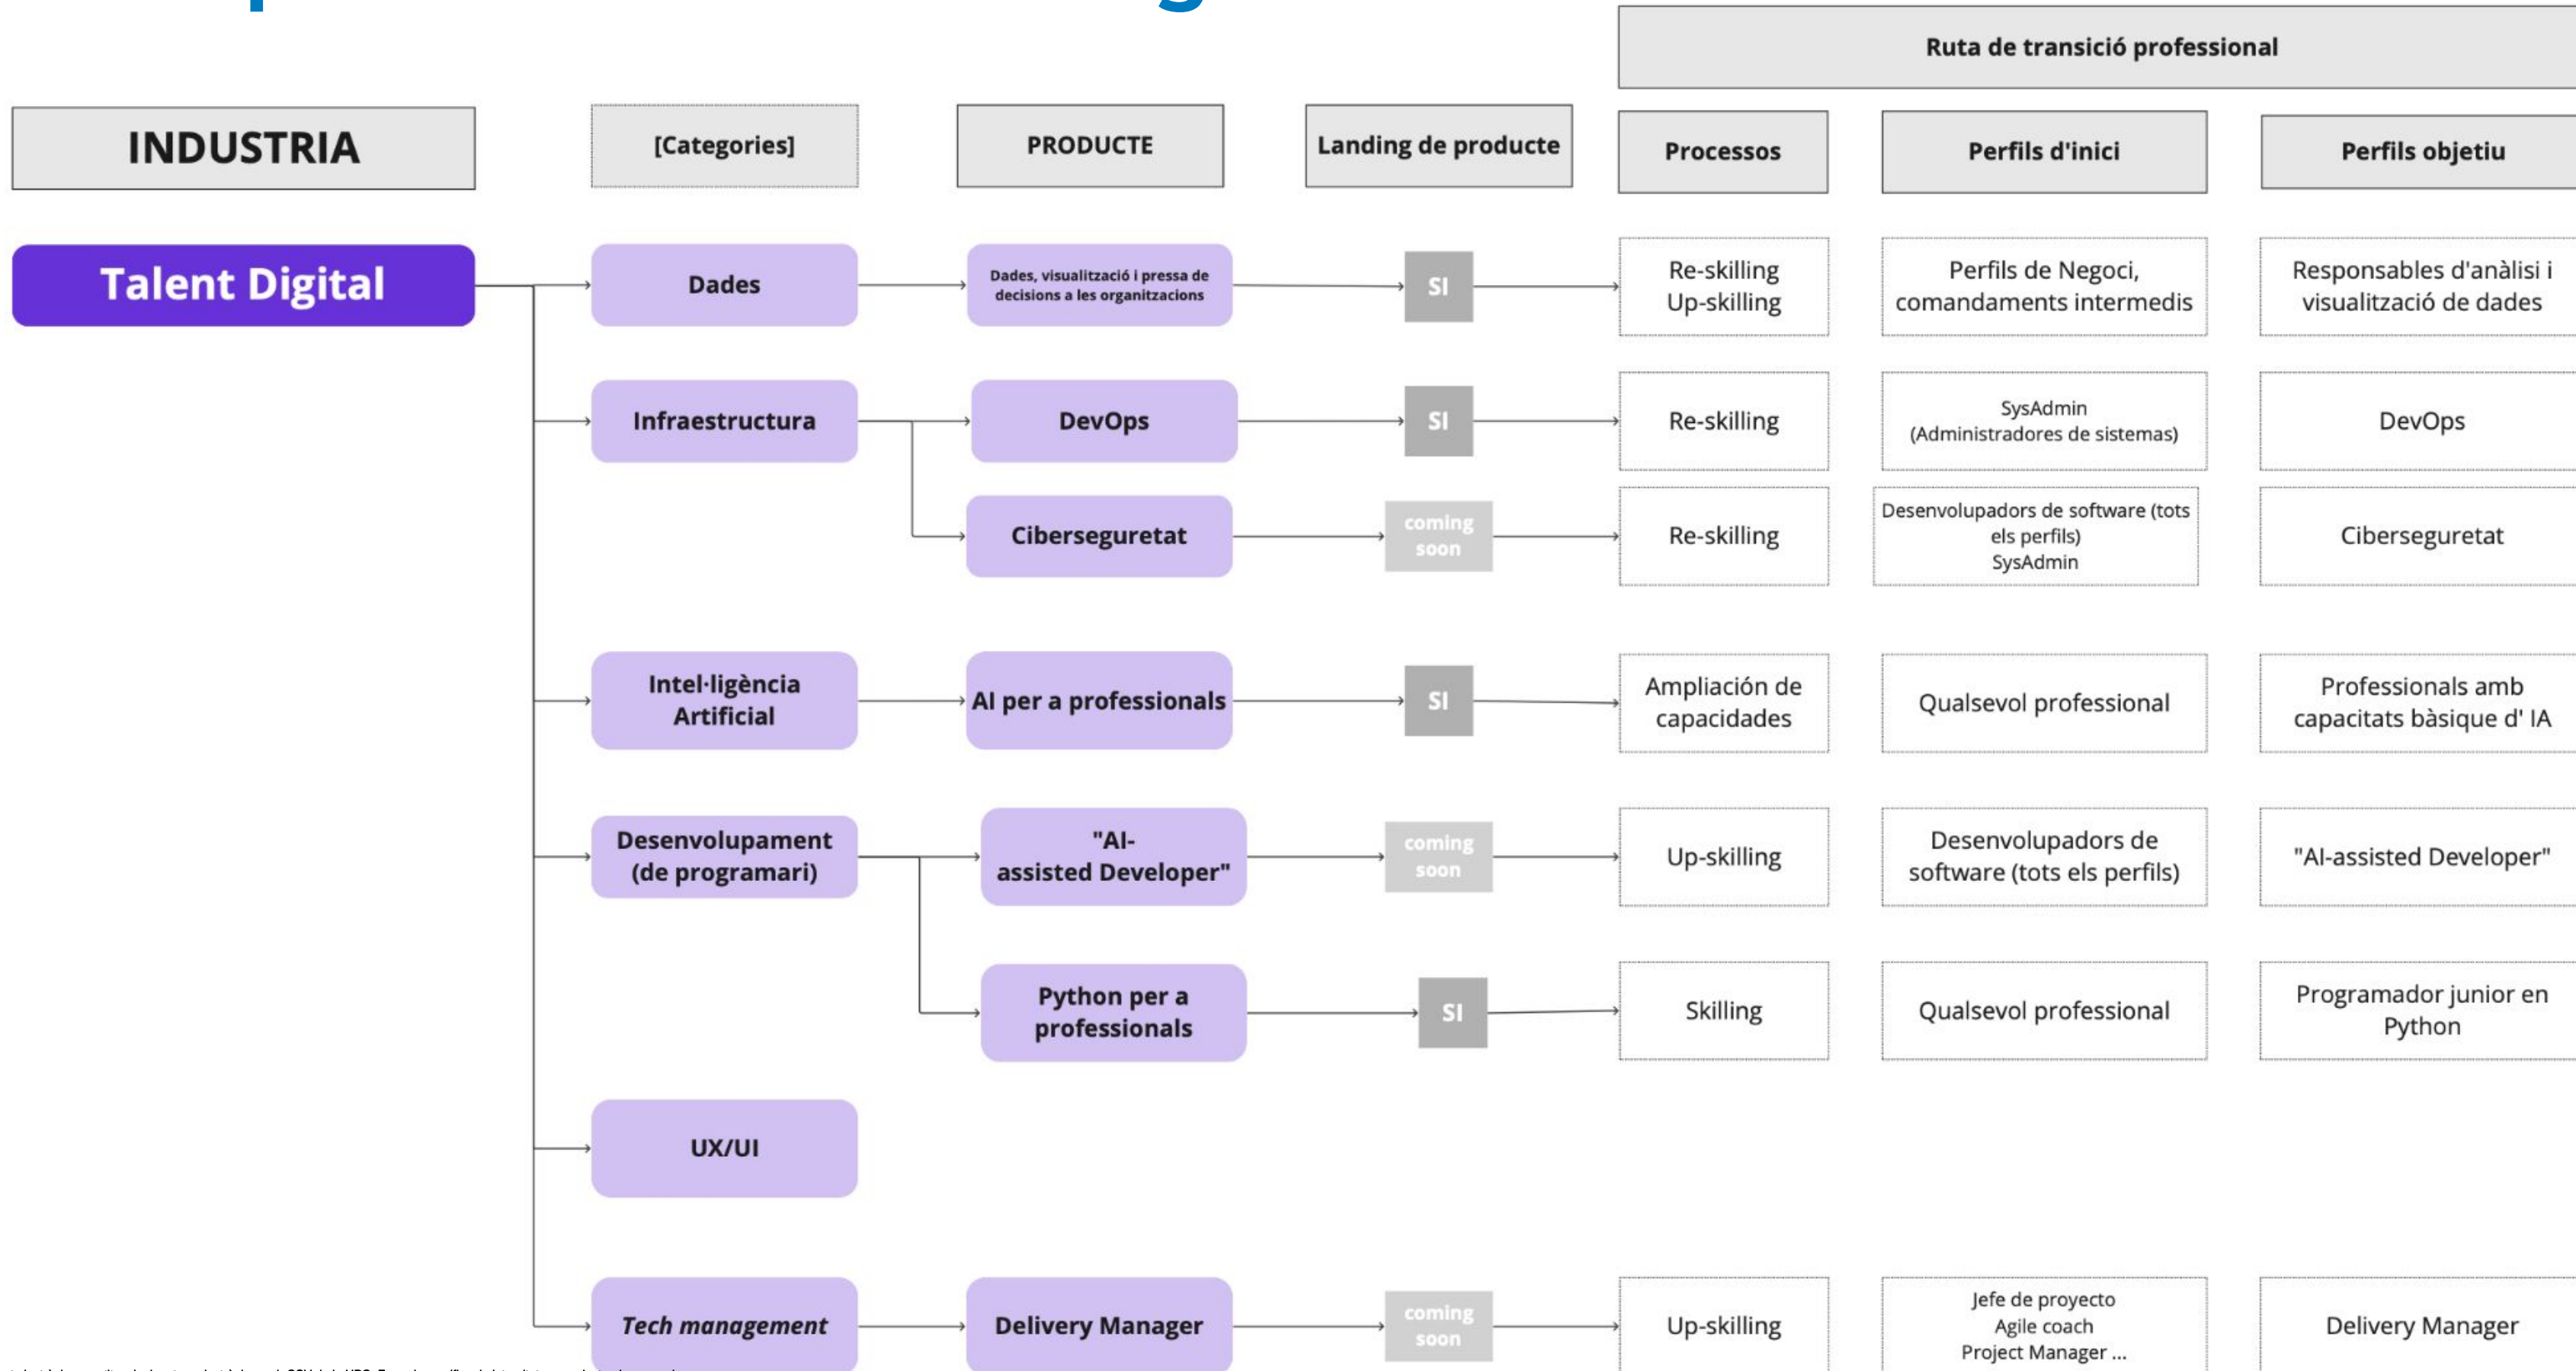 Ruta de transició professional
INDUSTRIA
[Categories]
PRODUCTE
Landing de producte
Processos
Perfils d'inici
Perfils objetiu
Talent Digital
Dades
Dades, visualització i pressa de
decisions a les organitzacions
SI
Re-skilling
Up-skilling
Perfils de Negoci,
comandaments intermedis
Responsables d'anàlisi i
visualització de dades
Infraestructura
DevOps
SI
Re-skilling
SysAdmin
(Administradores de sistemas)
DevOps
Ciberseguretat
coming
soon
Re-skilling
Desenvolupadors de software (tots
els perfils)
SysAdmin
Ciberseguretat
Intel·ligència
Artificial
AI per a professionals
SI
Ampliación de
capacidades
Qualsevol professional
Professionals amb
capacitats bàsique d' IA
Desenvolupament
(de programari)
"AI-
assisted Developer"
coming
soon
Up-skilling
Desenvolupadors de
software (tots els perfils)
"AI-assisted Developer"
Python per a
professionals
SI
Skilling
Qualsevol professional
Programador junior en
Python
UX/UI
Tech management
Delivery Manager
coming
soon
Up-skilling
Jefe de proyecto
Agile coach
Project Manager ...
Delivery Manager